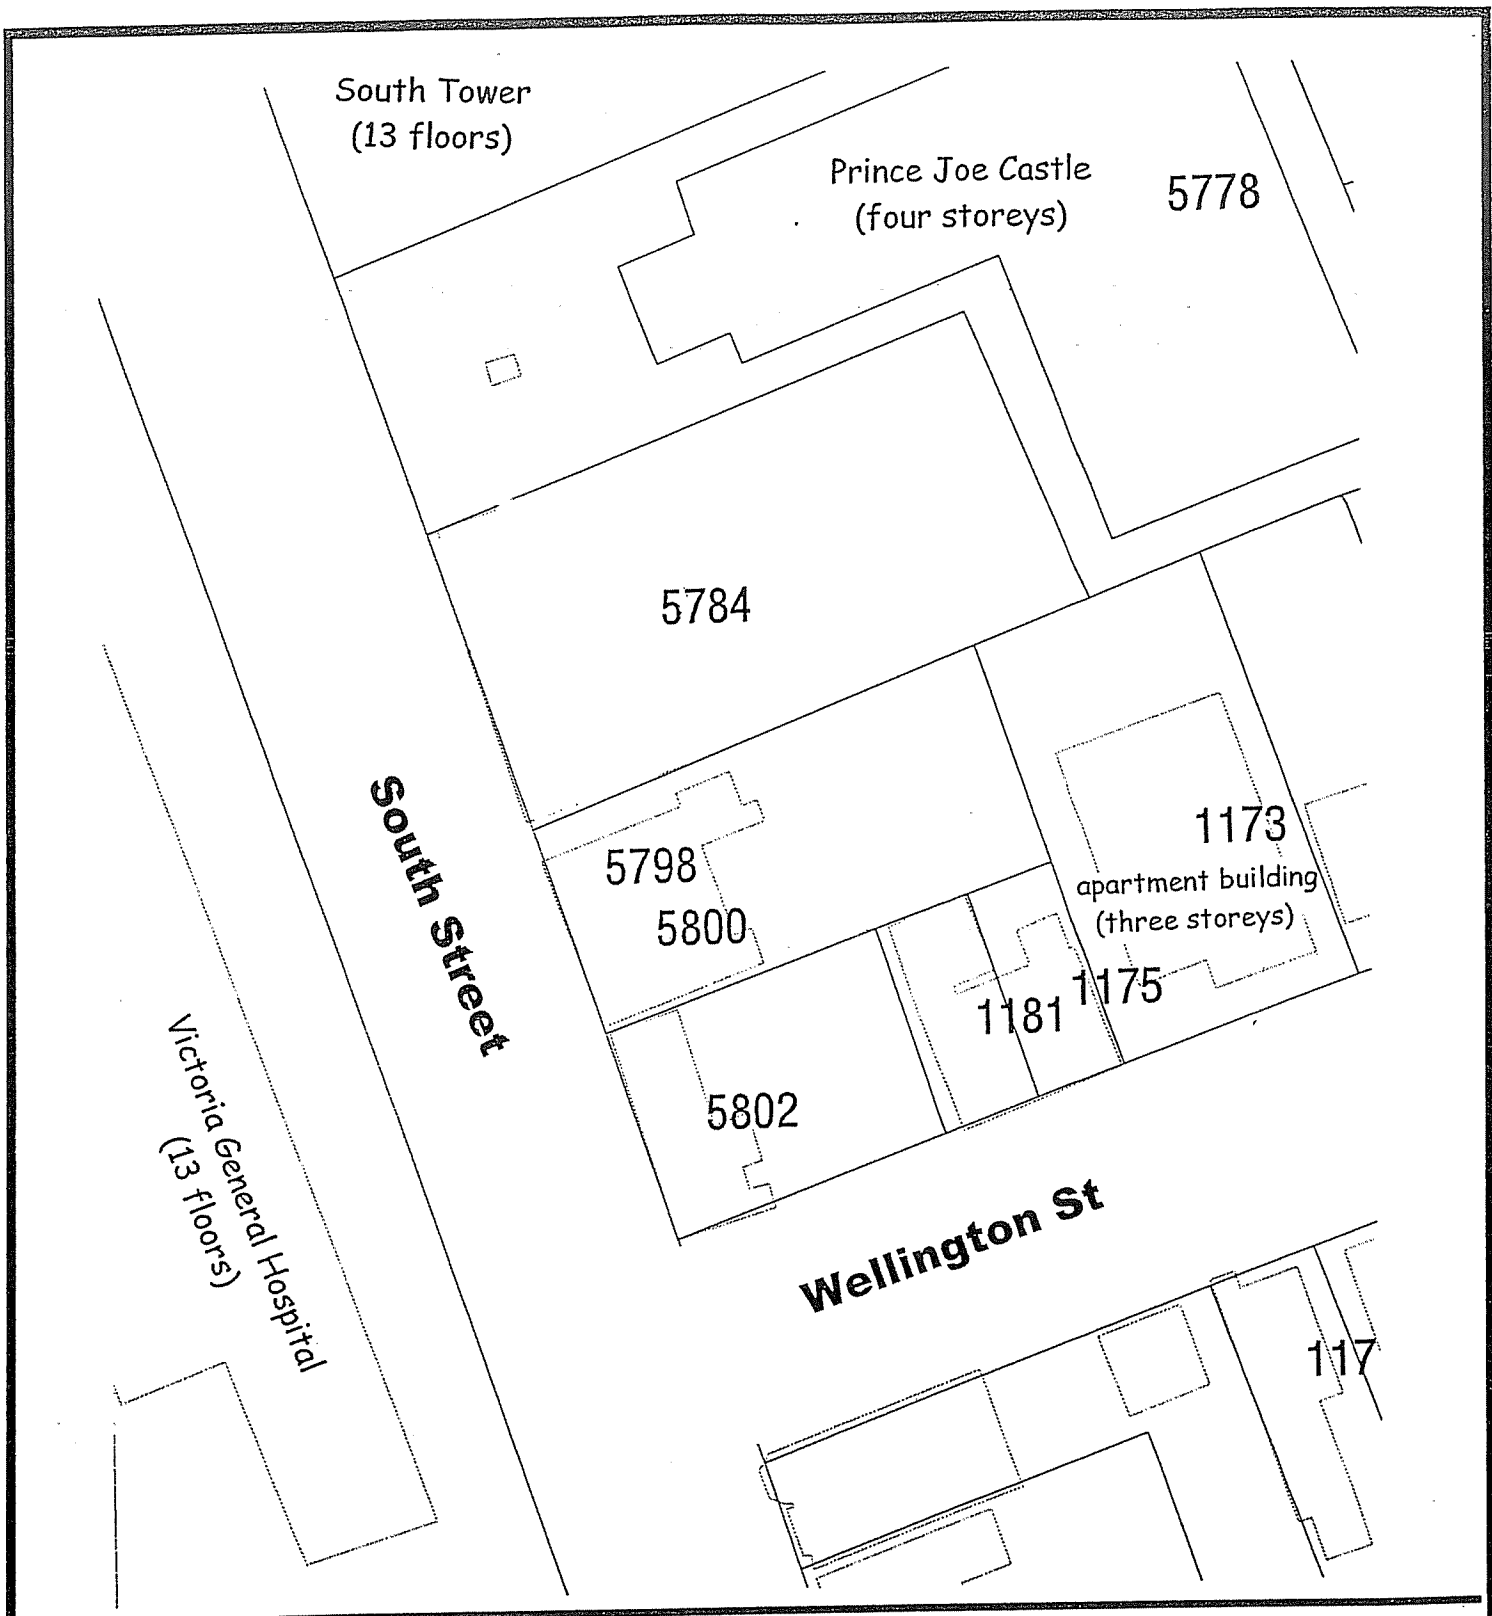 South Tower
(13 floors)
Prince Joe Castle
(four storeys)
5778
5784
South Street
5798
5800
1173
apartment building
(three storeys)
1175
1181
5802
Victoria General Hospital
(13 floors)
Wellington St
117